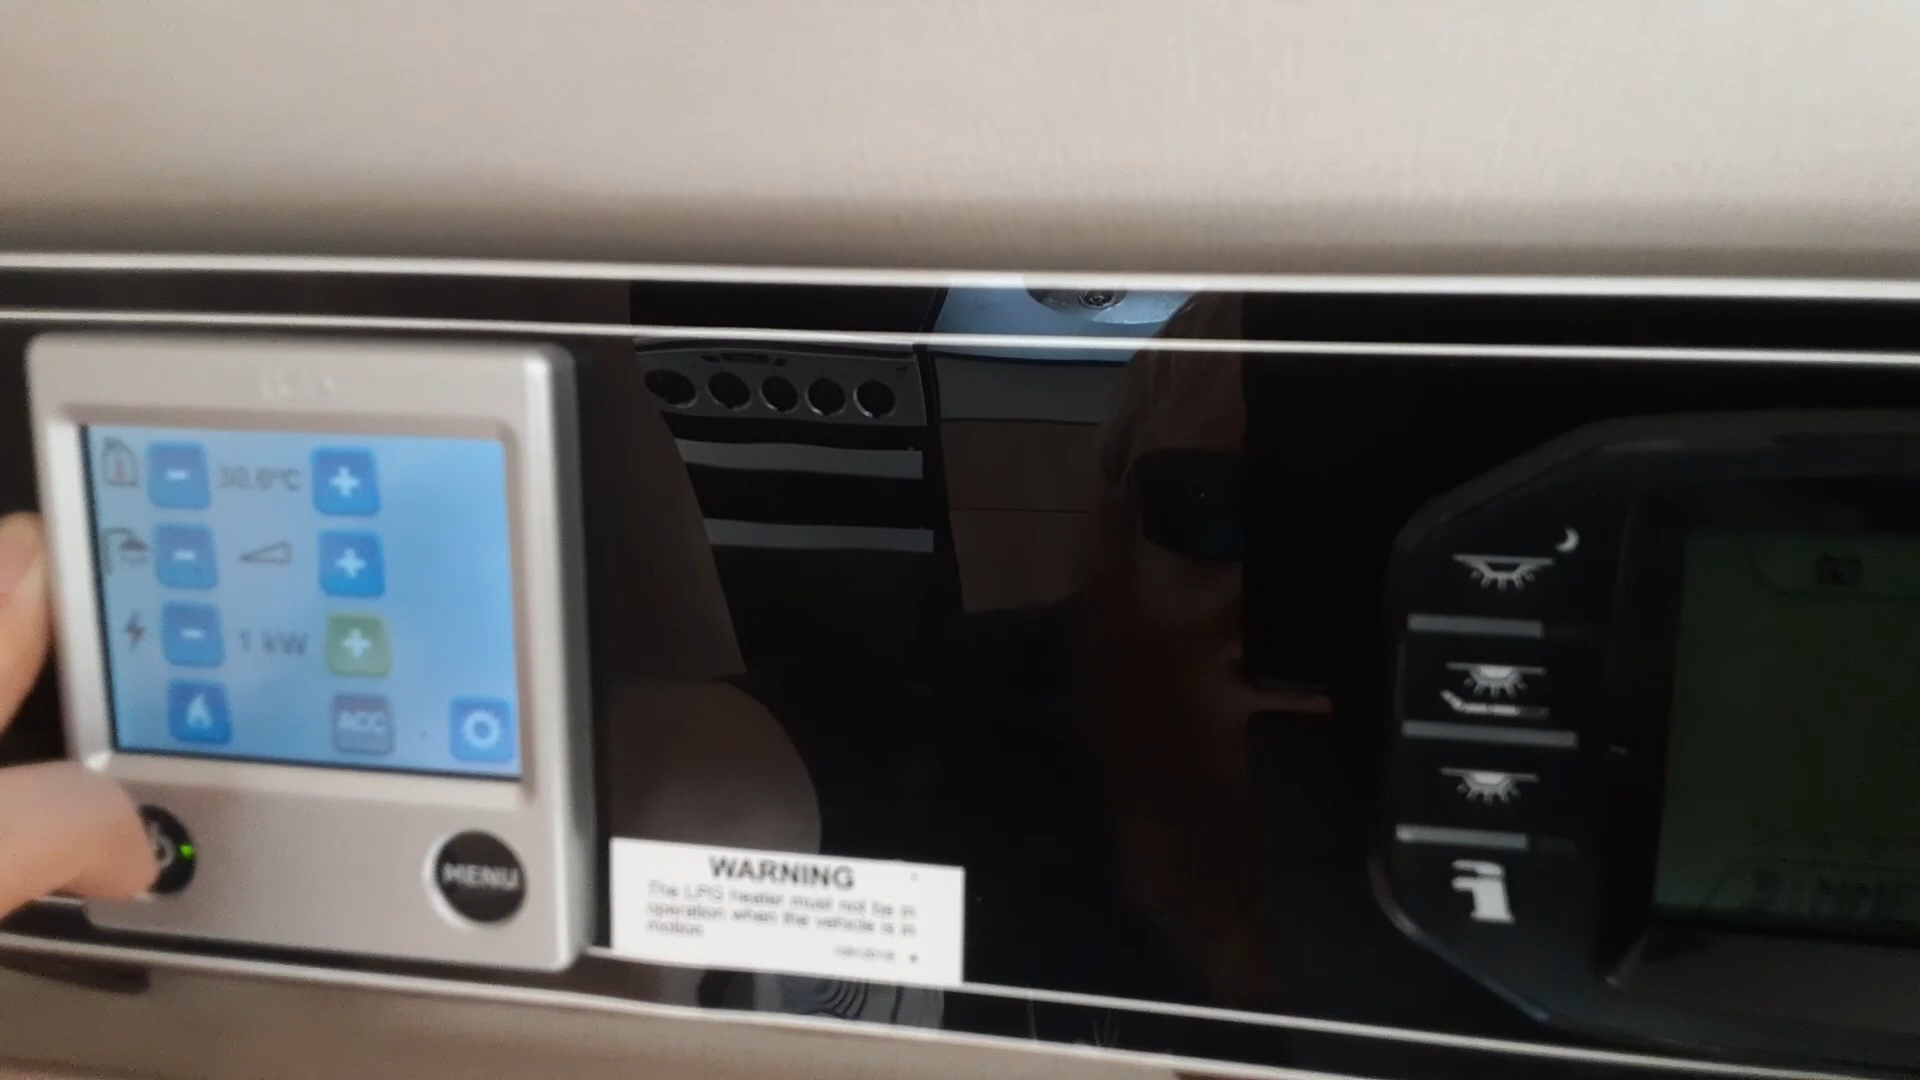 30.0°C
1 kW
ACC
MENU
WARNING
The LPG heater must not be in
operation when the vehicle is in
motion